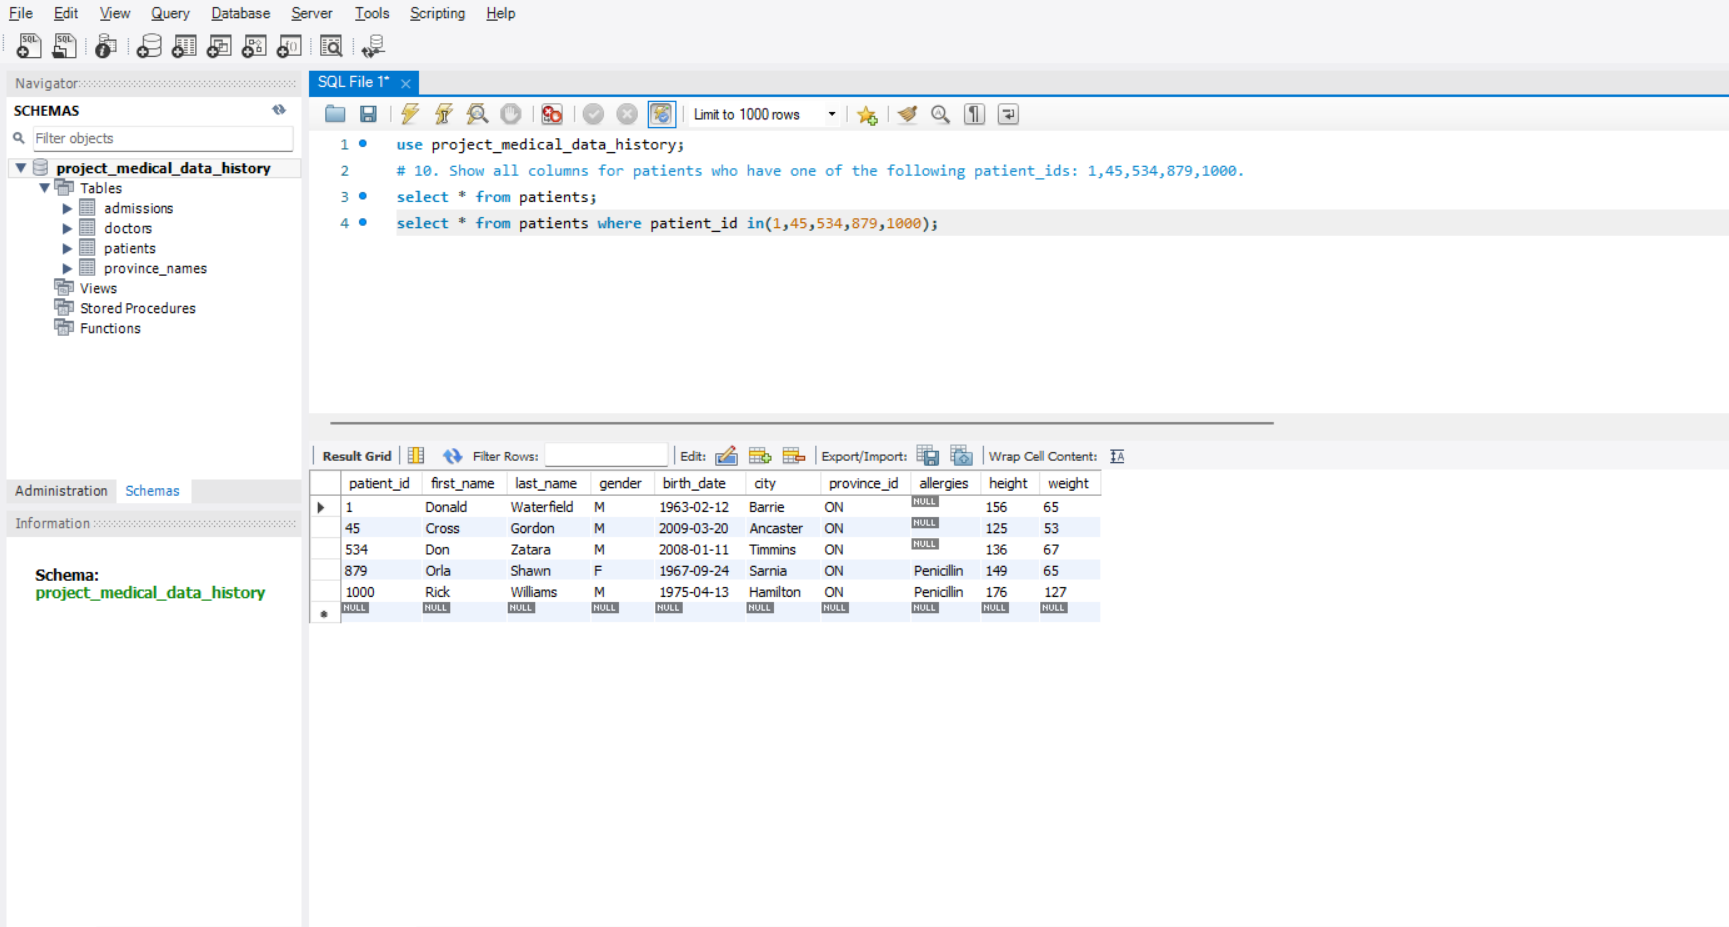 File Edit View Query Database Server Tools Scripting Help
Navigator
SCHEMAS
Filter objects
project_medical_data_history
Tables
admissions
doctors
patients
province_names
Views
Stored Procedures
Functions
Administration Schemas
Information
Schema:
project_medical_data_history
SQL File 1*
Limit to 1000 rows
1 use project_medical_data_history;
2 # 10. Show all columns for patients who have one of the following patient_ids: 1,45,534,879,1000.
3 select * from patients;
4 select * from patients where patient_id in(1,45,534,879,1000);
Result Grid Filter Rows: Edit: Export/Import: Wrap Cell Content:
patient_id first_name last_name gender birth_date city province_id allergies height weight
1 Donald Waterfield M 1963-02-12 Barrie ON NULL 156 65
45 Cross Gordon M 2009-03-20 Ancaster ON NULL 125 53
534 Don Zatara M 2008-01-11 Timmins ON NULL 136 67
879 Orla Shawn F 1967-09-24 Sarnia ON Penicillin 149 65
1000 Rick Williams M 1975-04-13 Hamilton ON Penicillin 176 127
NULL NULL NULL NULL NULL NULL NULL NULL NULL NULL